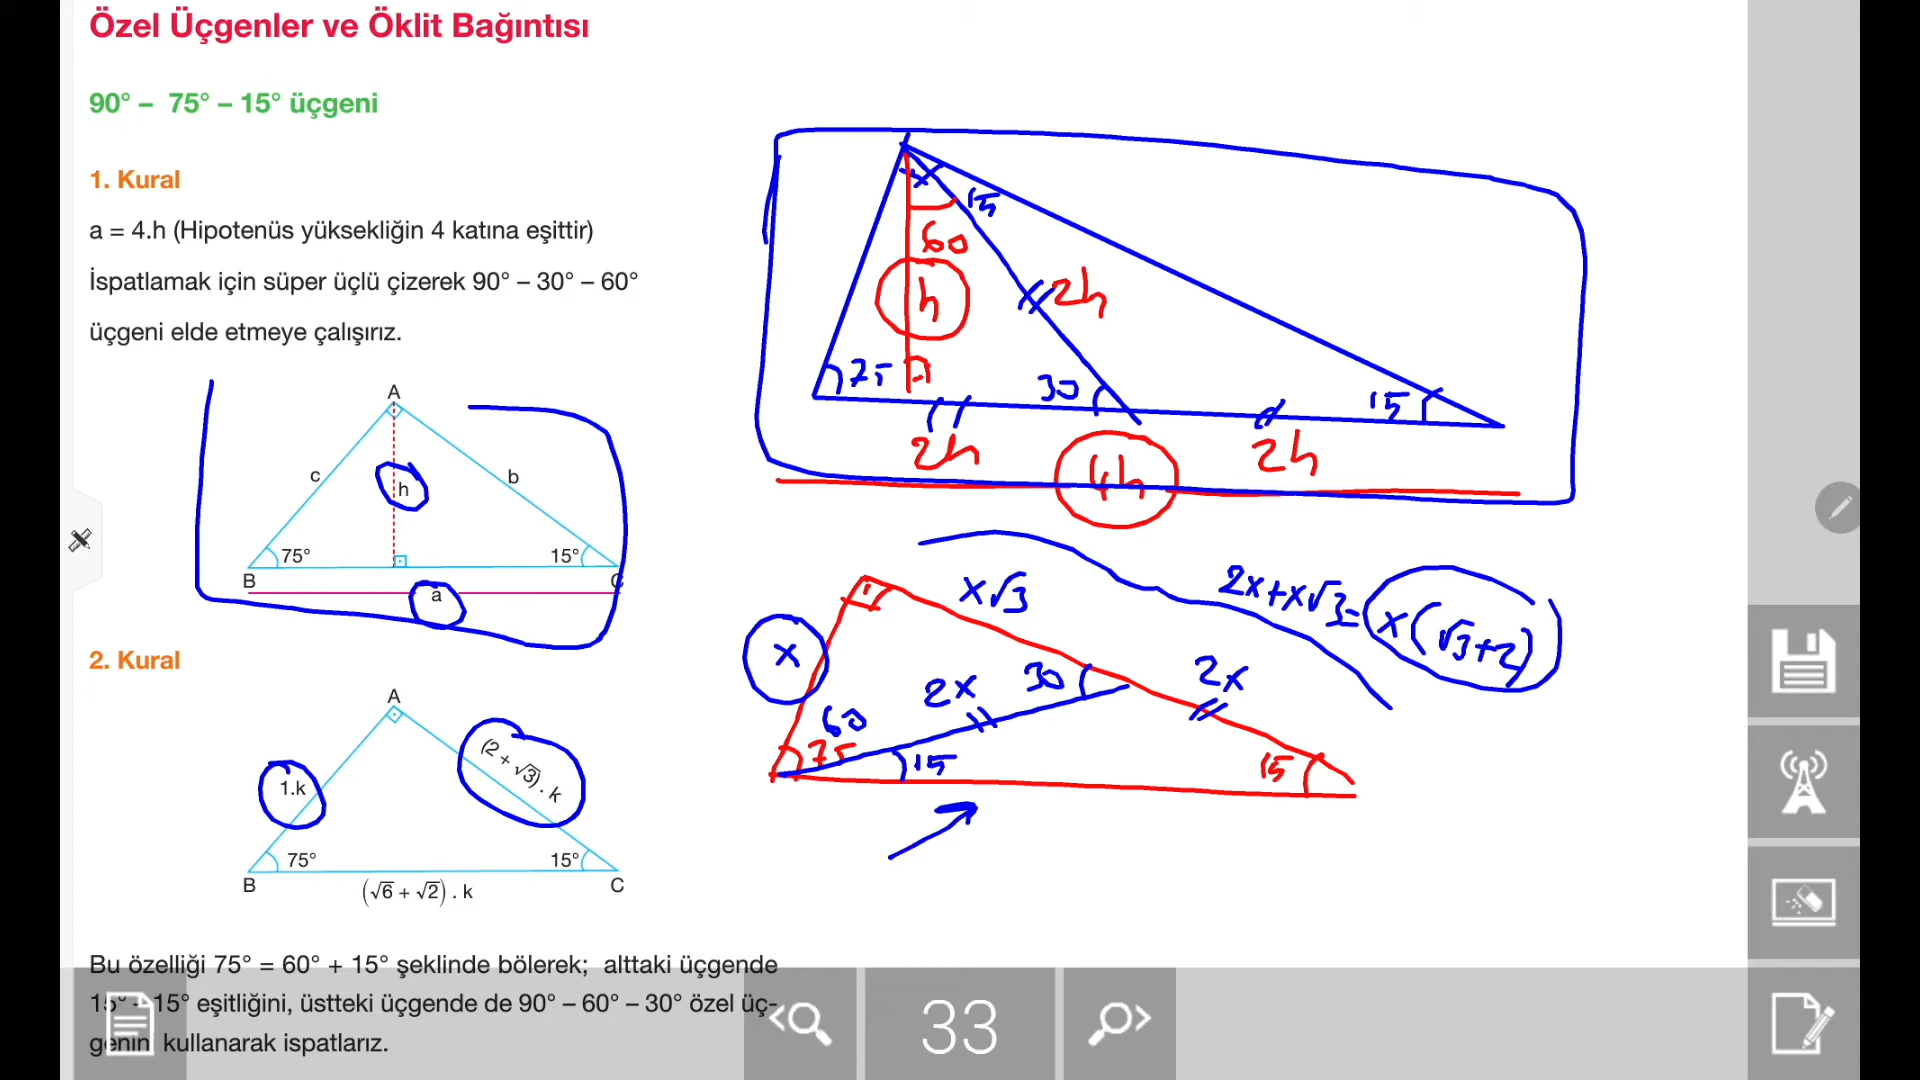 Özel Üçgenler ve Öklit Bağıntısı
90° – 75° – 15° üçgeni
1. Kural
a = 4.h (Hipotenüs yüksekliğin 4 katına eşittir)
İspatlamak için süper üçlü çizerek 90° – 30° – 60°
üçgeni elde etmeye çalışırız.
A
c
b
h
75°
15°
B
C
a
2. Kural
A
1.k
(2 + √3) . k
75°
15°
B
C
(√6 + √2) . k
Bu özelliği 75° = 60° + 15° şeklinde bölerek; alttaki üçgende
15° - 15° eşitliğini, üstteki üçgende de 90° – 60° – 30° özel üç-
genin kullanarak ispatlarız.
15
60
h
2h
75
30
15
2h
4h
2h
x√3
2x+x√3=x(√3+2)
x
2x
30
2x
60
75
15
15
33